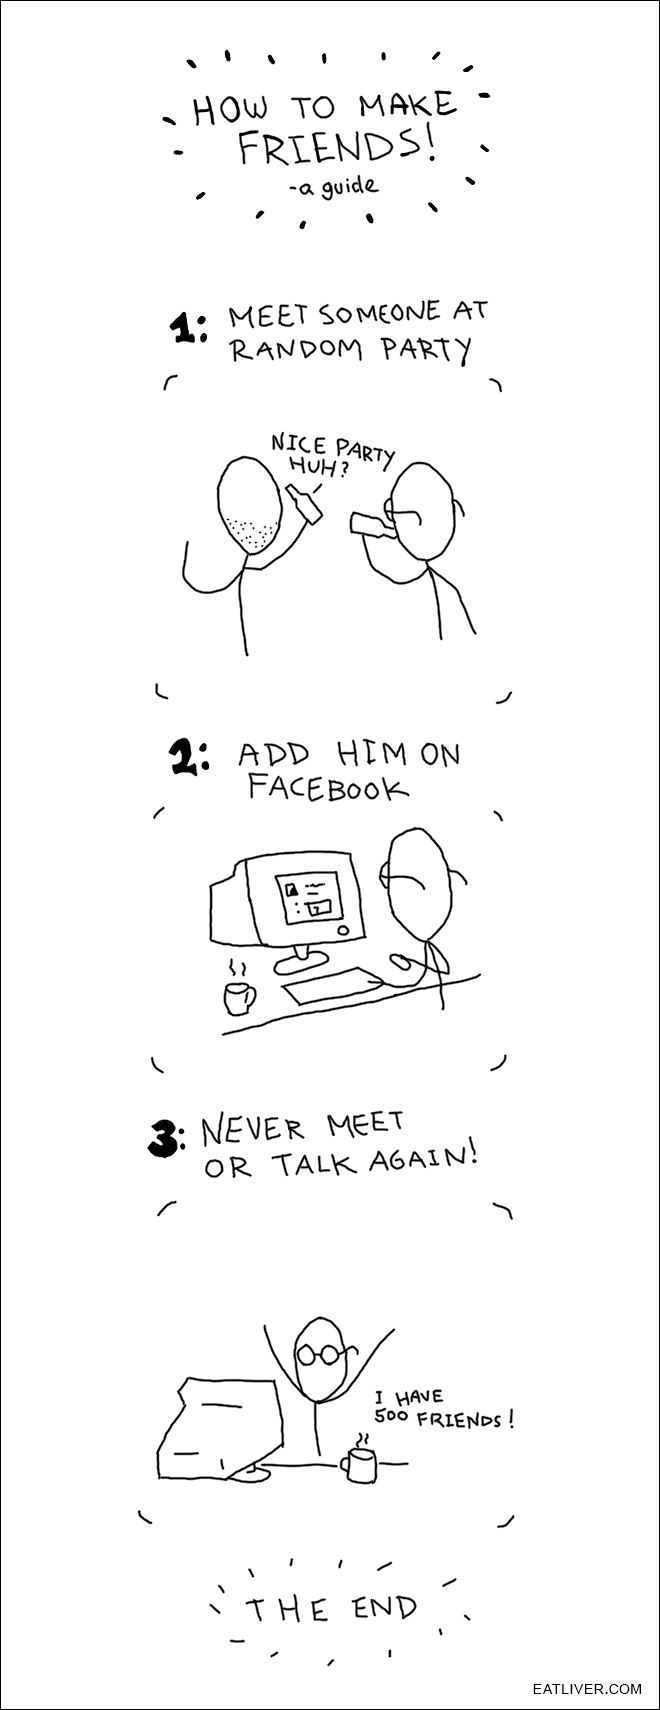 HOW TO MAKE
FRIENDS!
-a guide
1: MEET SOMEONE AT
RANDOM PARTY
NICE PARTY
HUH?
2: ADD HIM ON
FACEBOOK
3: NEVER MEET
OR TALK AGAIN!
I HAVE
500 FRIENDS!
THE END
EATLIVER.COM